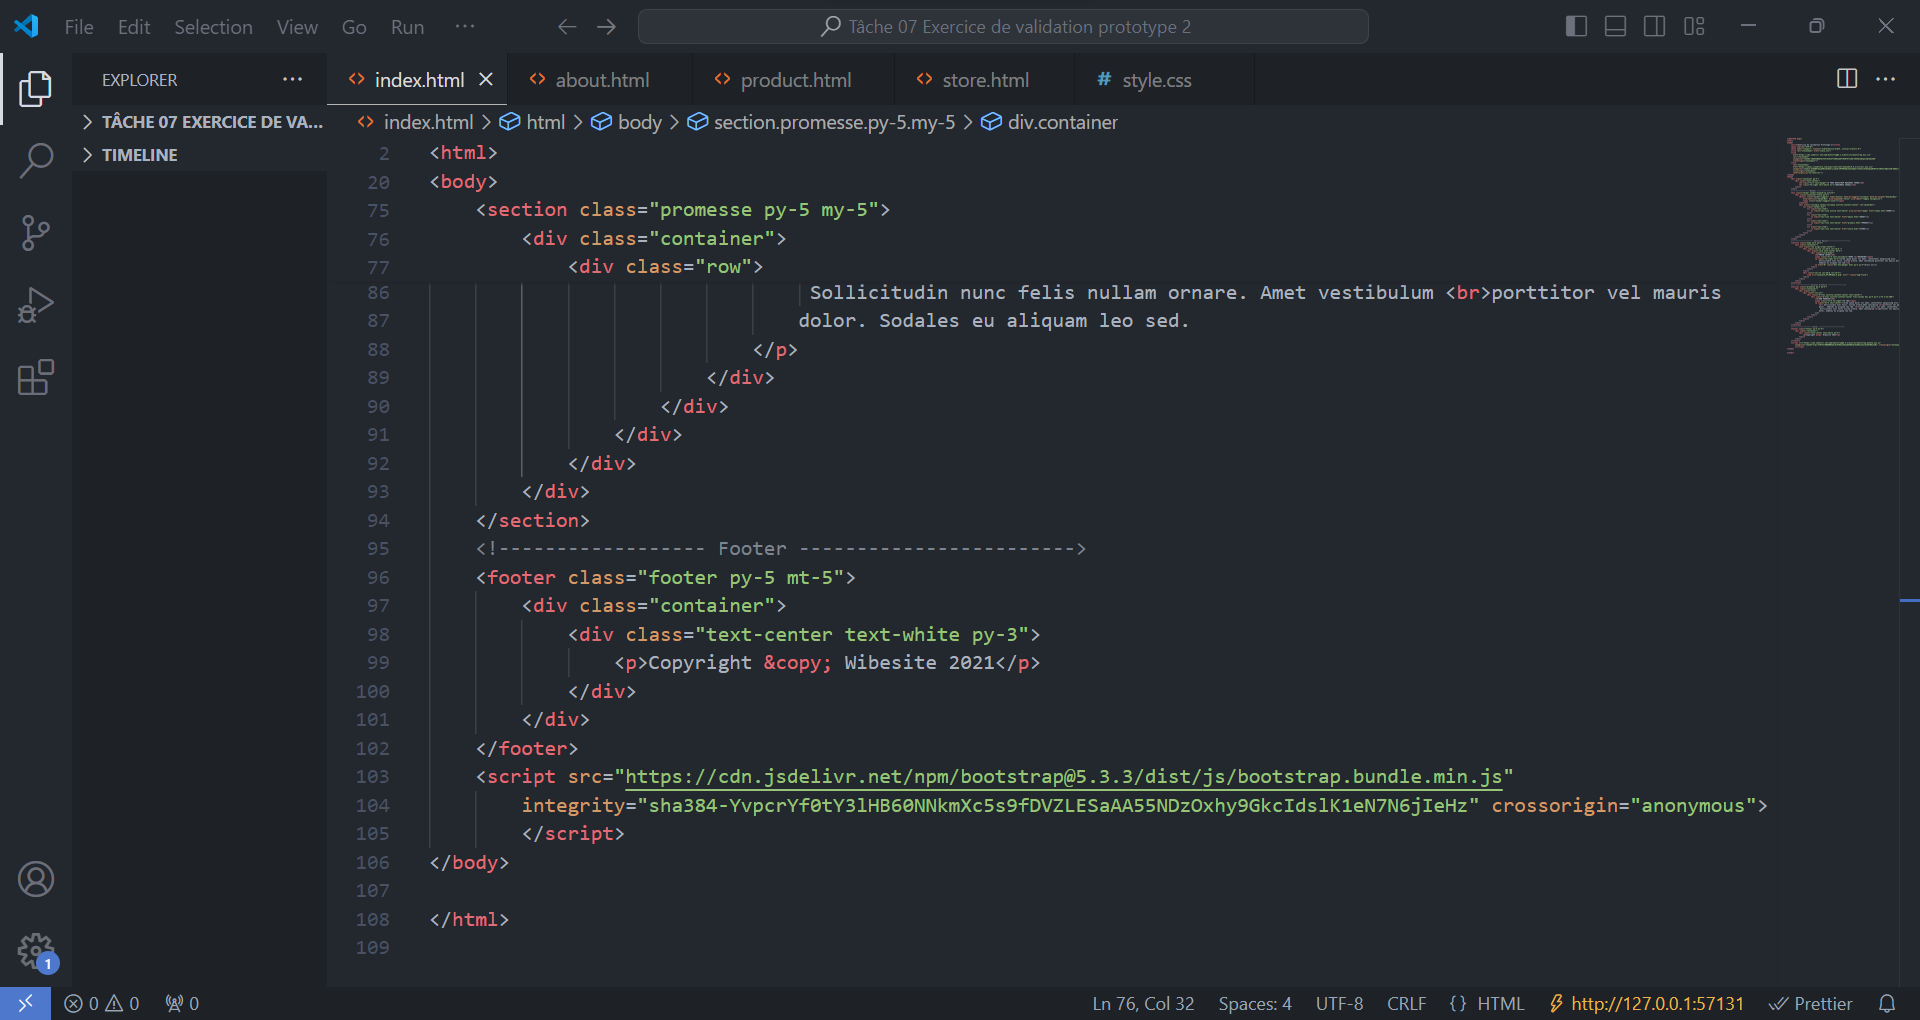 File Edit Selection View Go Run ···
Tâche 07 Exercice de validation prototype 2
EXPLORER ···
TÂCHE 07 EXERCICE DE VA...
TIMELINE
index.html about.html product.html store.html # style.css
index.html > html > body > section.promesse.py-5.my-5 > div.container
2 <html>
20 <body>
75 <section class="promesse py-5 my-5">
76 <div class="container">
77 <div class="row">
86 Sollicitudin nunc felis nullam ornare. Amet vestibulum <br>porttitor vel mauris
87 dolor. Sodales eu aliquam leo sed.
88 </p>
89 </div>
90 </div>
91 </div>
92 </div>
93 </div>
94 </section>
95 <!------------------ Footer ------------------------>
96 <footer class="footer py-5 mt-5">
97 <div class="container">
98 <div class="text-center text-white py-3">
99 <p>Copyright &copy; Wibesite 2021</p>
100 </div>
101 </div>
102 </footer>
103 <script src="https://cdn.jsdelivr.net/npm/bootstrap@5.3.3/dist/js/bootstrap.bundle.min.js"
104 integrity="sha384-YvpcrYf0tY3lHB60NNkmXc5s9fDVZLESaAA55NDzOxhy9GkcIdslK1eN7N6jIeHz" crossorigin="anonymous">
105 </script>
106 </body>
107
108 </html>
109
1
0 0 0 Ln 76, Col 32 Spaces: 4 UTF-8 CRLF {} HTML http://127.0.0.1:57131 Prettier